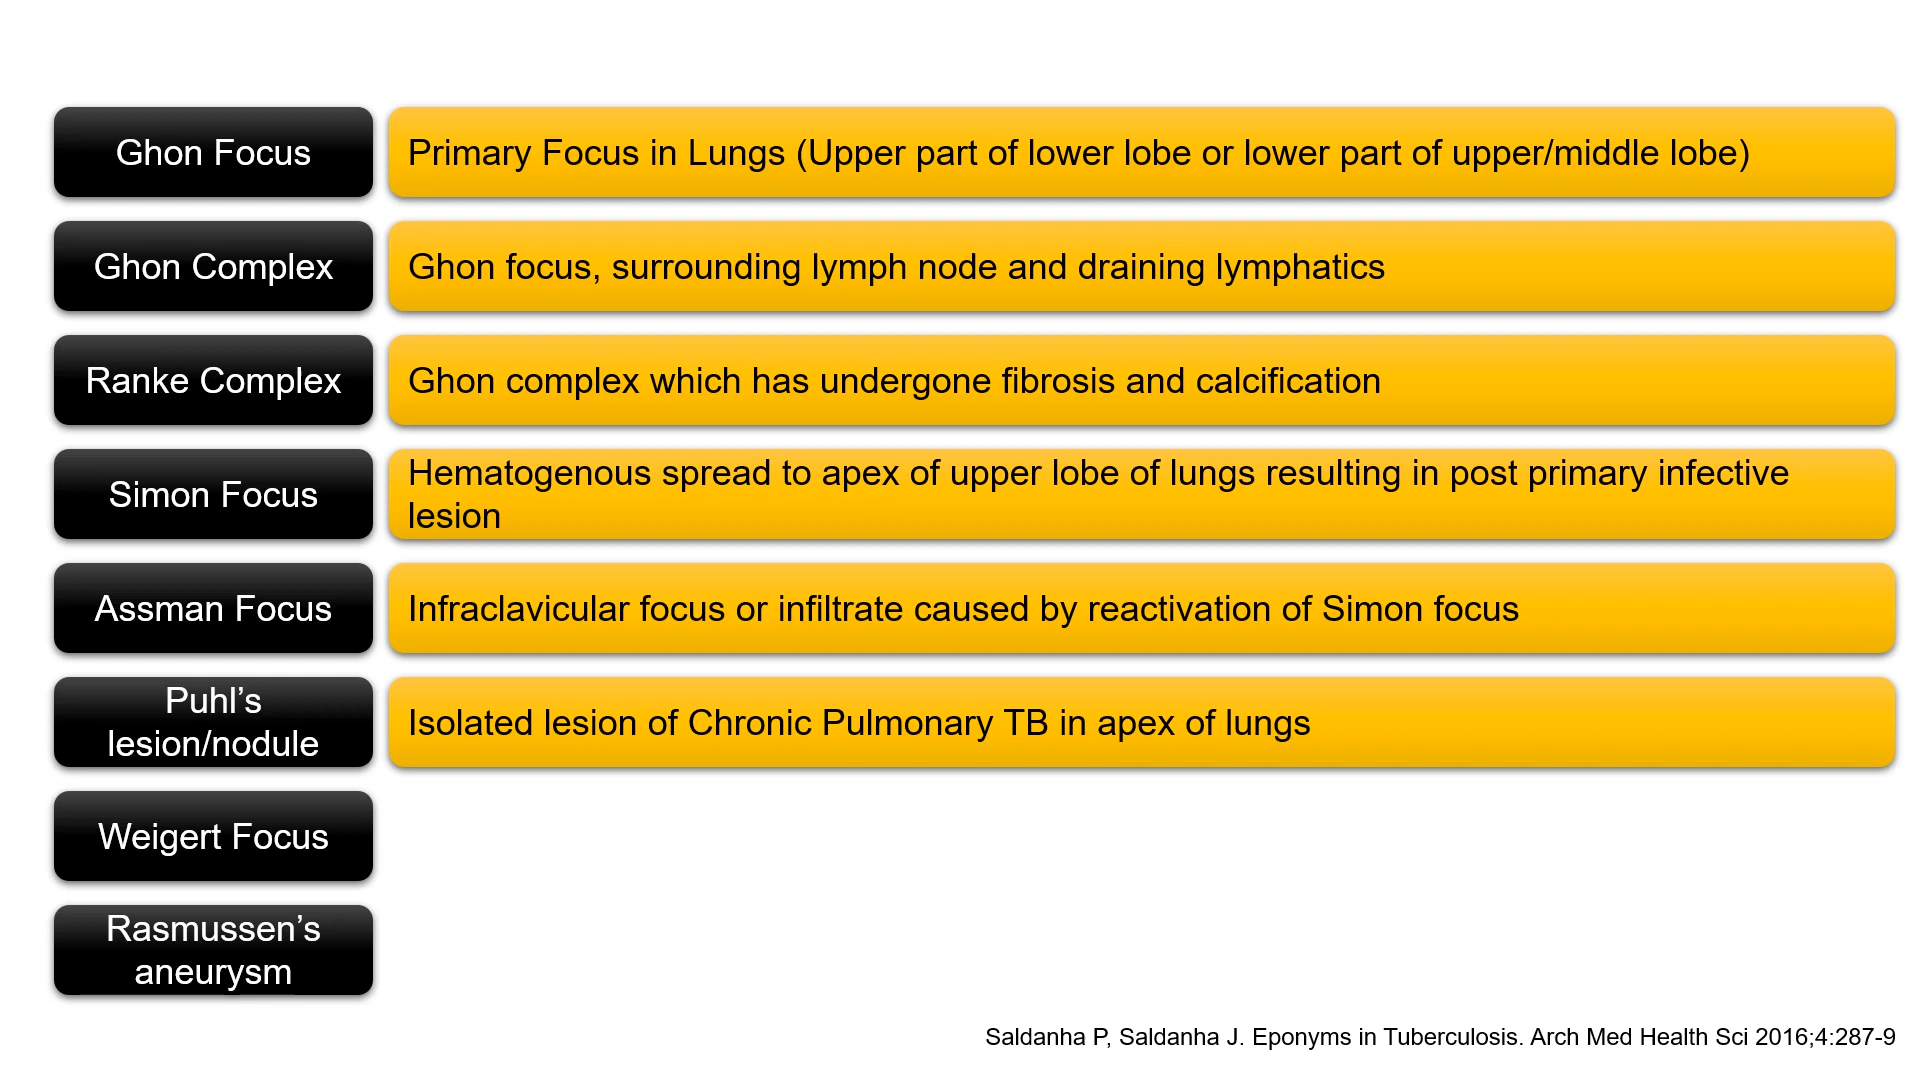 Ghon Focus
Primary Focus in Lungs (Upper part of lower lobe or lower part of upper/middle lobe)
Ghon Complex
Ghon focus, surrounding lymph node and draining lymphatics
Ranke Complex
Ghon complex which has undergone fibrosis and calcification
Simon Focus
Hematogenous spread to apex of upper lobe of lungs resulting in post primary infective
lesion
Assman Focus
Infraclavicular focus or infiltrate caused by reactivation of Simon focus
Puhl’s
lesion/nodule
Isolated lesion of Chronic Pulmonary TB in apex of lungs
Weigert Focus
Rasmussen’s
aneurysm
Saldanha P, Saldanha J. Eponyms in Tuberculosis. Arch Med Health Sci 2016;4:287-9